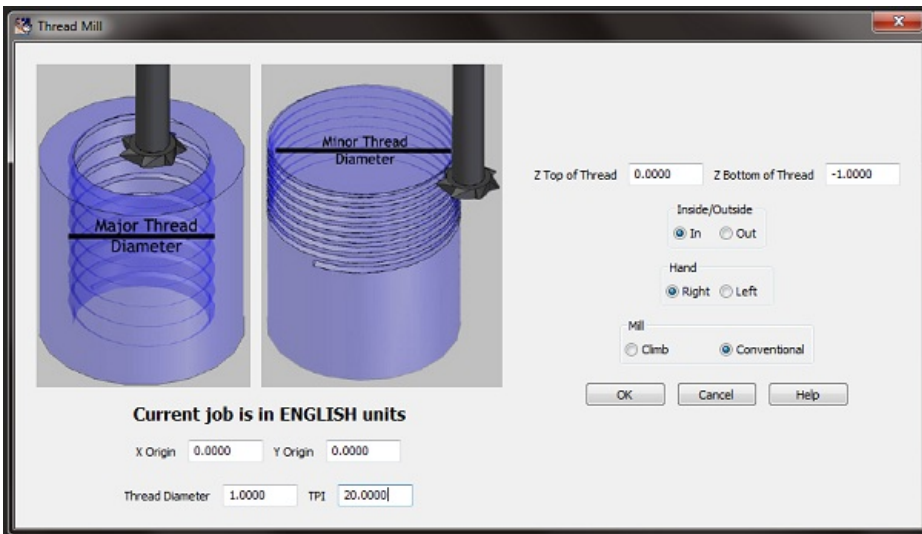 Thread Mill
Major Thread
Diameter
Minor Thread
Diameter
Current job is in ENGLISH units
X Origin 0.0000 Y Origin 0.0000
Thread Diameter 1.0000 TPI 20.0000
Z Top of Thread 0.0000 Z Bottom of Thread -1.0000
Inside/Outside
In Out
Hand
Right Left
Mill
Climb Conventional
OK Cancel Help